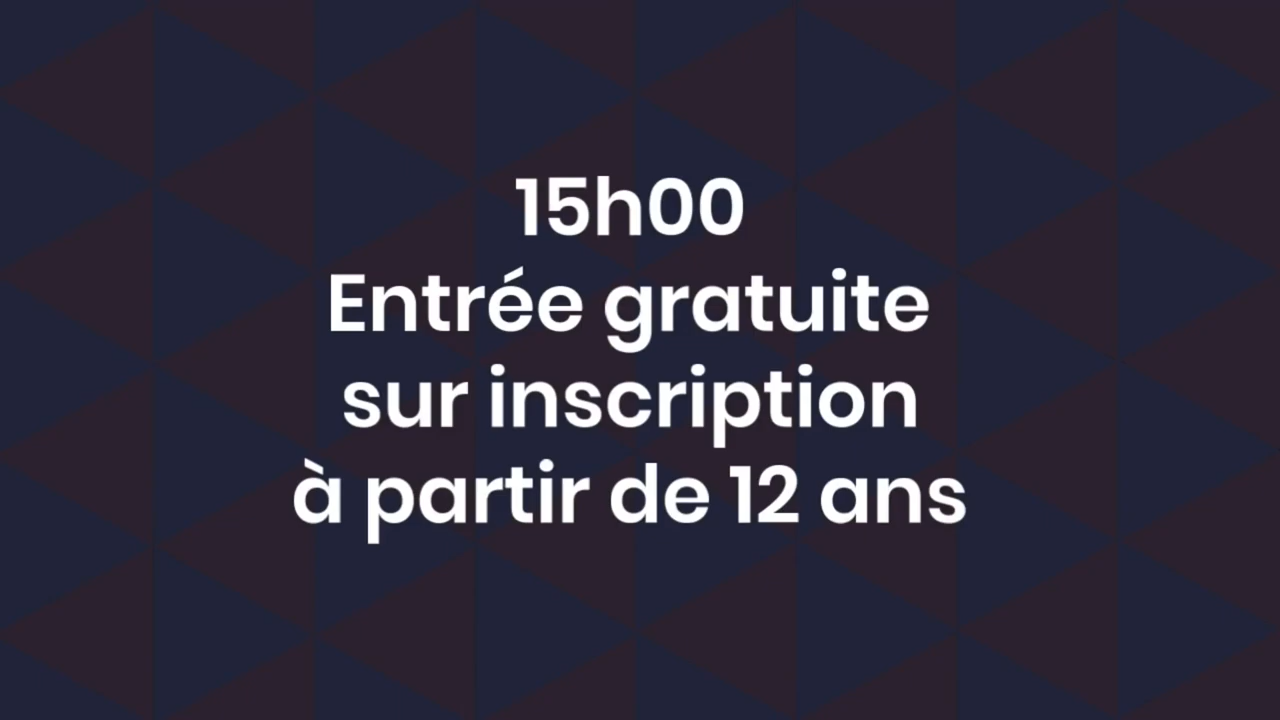 15h00
Entrée gratuite
sur inscription
à partir de 12 ans